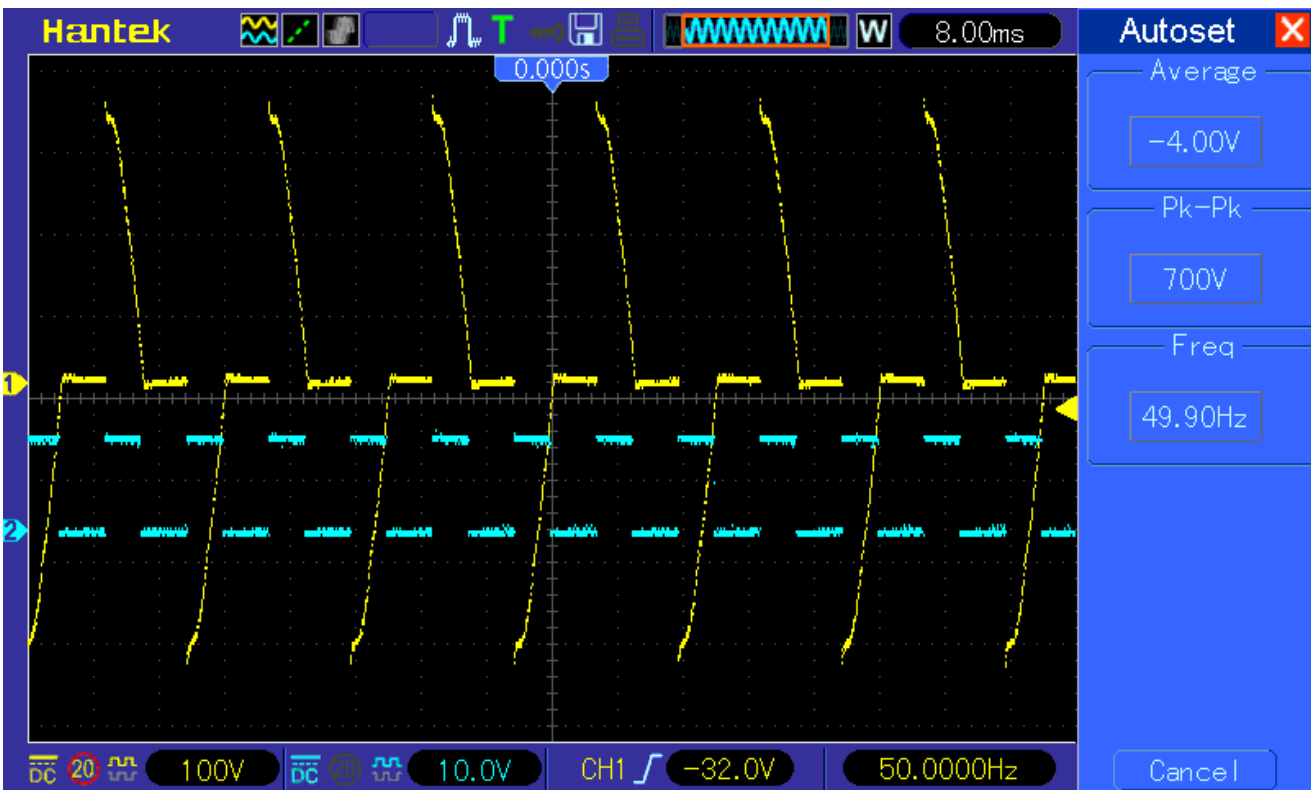 Hantek T W 8.00ms Autoset X
0.000s
Average
-4.00V
Pk-Pk
700V
Freq
49.90Hz
1
2
DC 20 100V DC 20 10.0V CH1 -32.0V 50.0000Hz Cancel